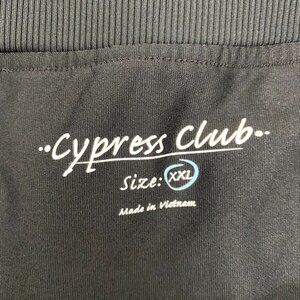 Cypress Club
Size: XXL
Made in Vietnam